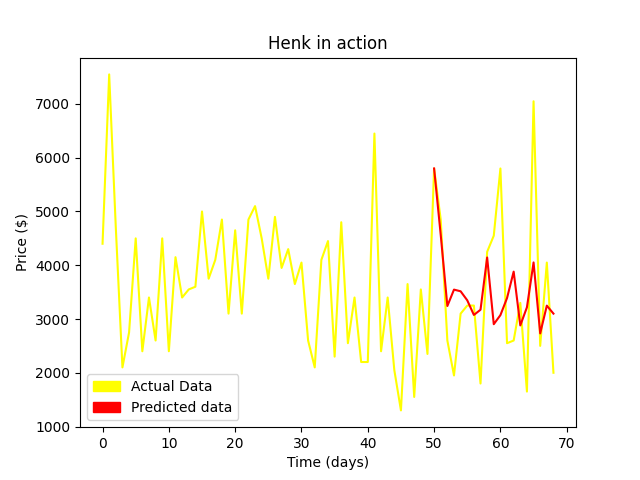 Henk in action
Price ($)
7000
6000
5000
4000
3000
2000
1000
Actual Data
Predicted data
0 10 20 30 40 50 60 70
Time (days)